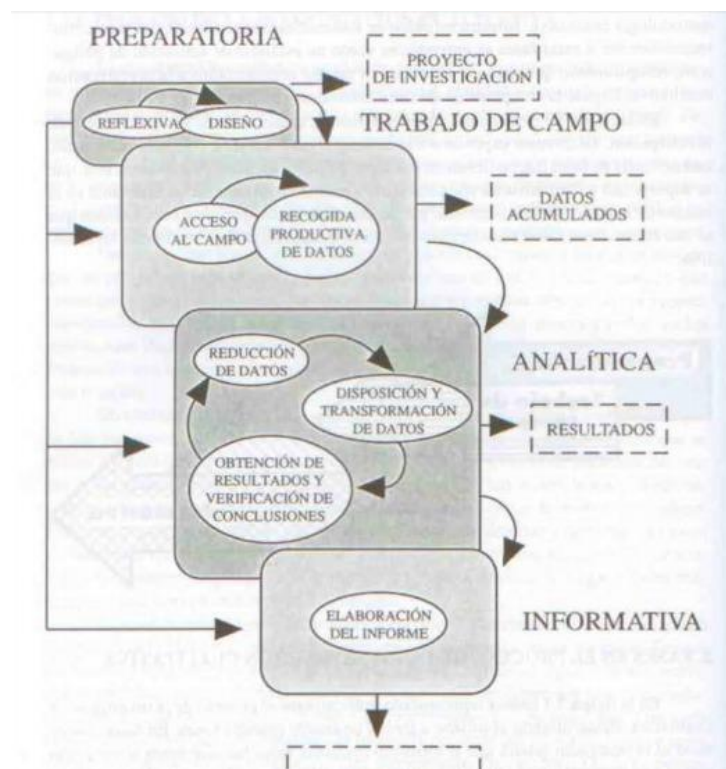 PREPARATORIA
PROYECTO
DE INVESTIGACIÓN
REFLEXIVA
DISEÑO
TRABAJO DE CAMPO
ACCESO
AL CAMPO
RECOGIDA
PRODUCTIVA
DE DATOS
DATOS
ACUMULADOS
ANALÍTICA
REDUCCIÓN
DE DATOS
DISPOSICIÓN Y
TRANSFORMACIÓN
DE DATOS
RESULTADOS
OBTENCIÓN DE
RESULTADOS Y
VERIFICACIÓN DE
CONCLUSIONES
INFORMATIVA
ELABORACIÓN
DEL INFORME